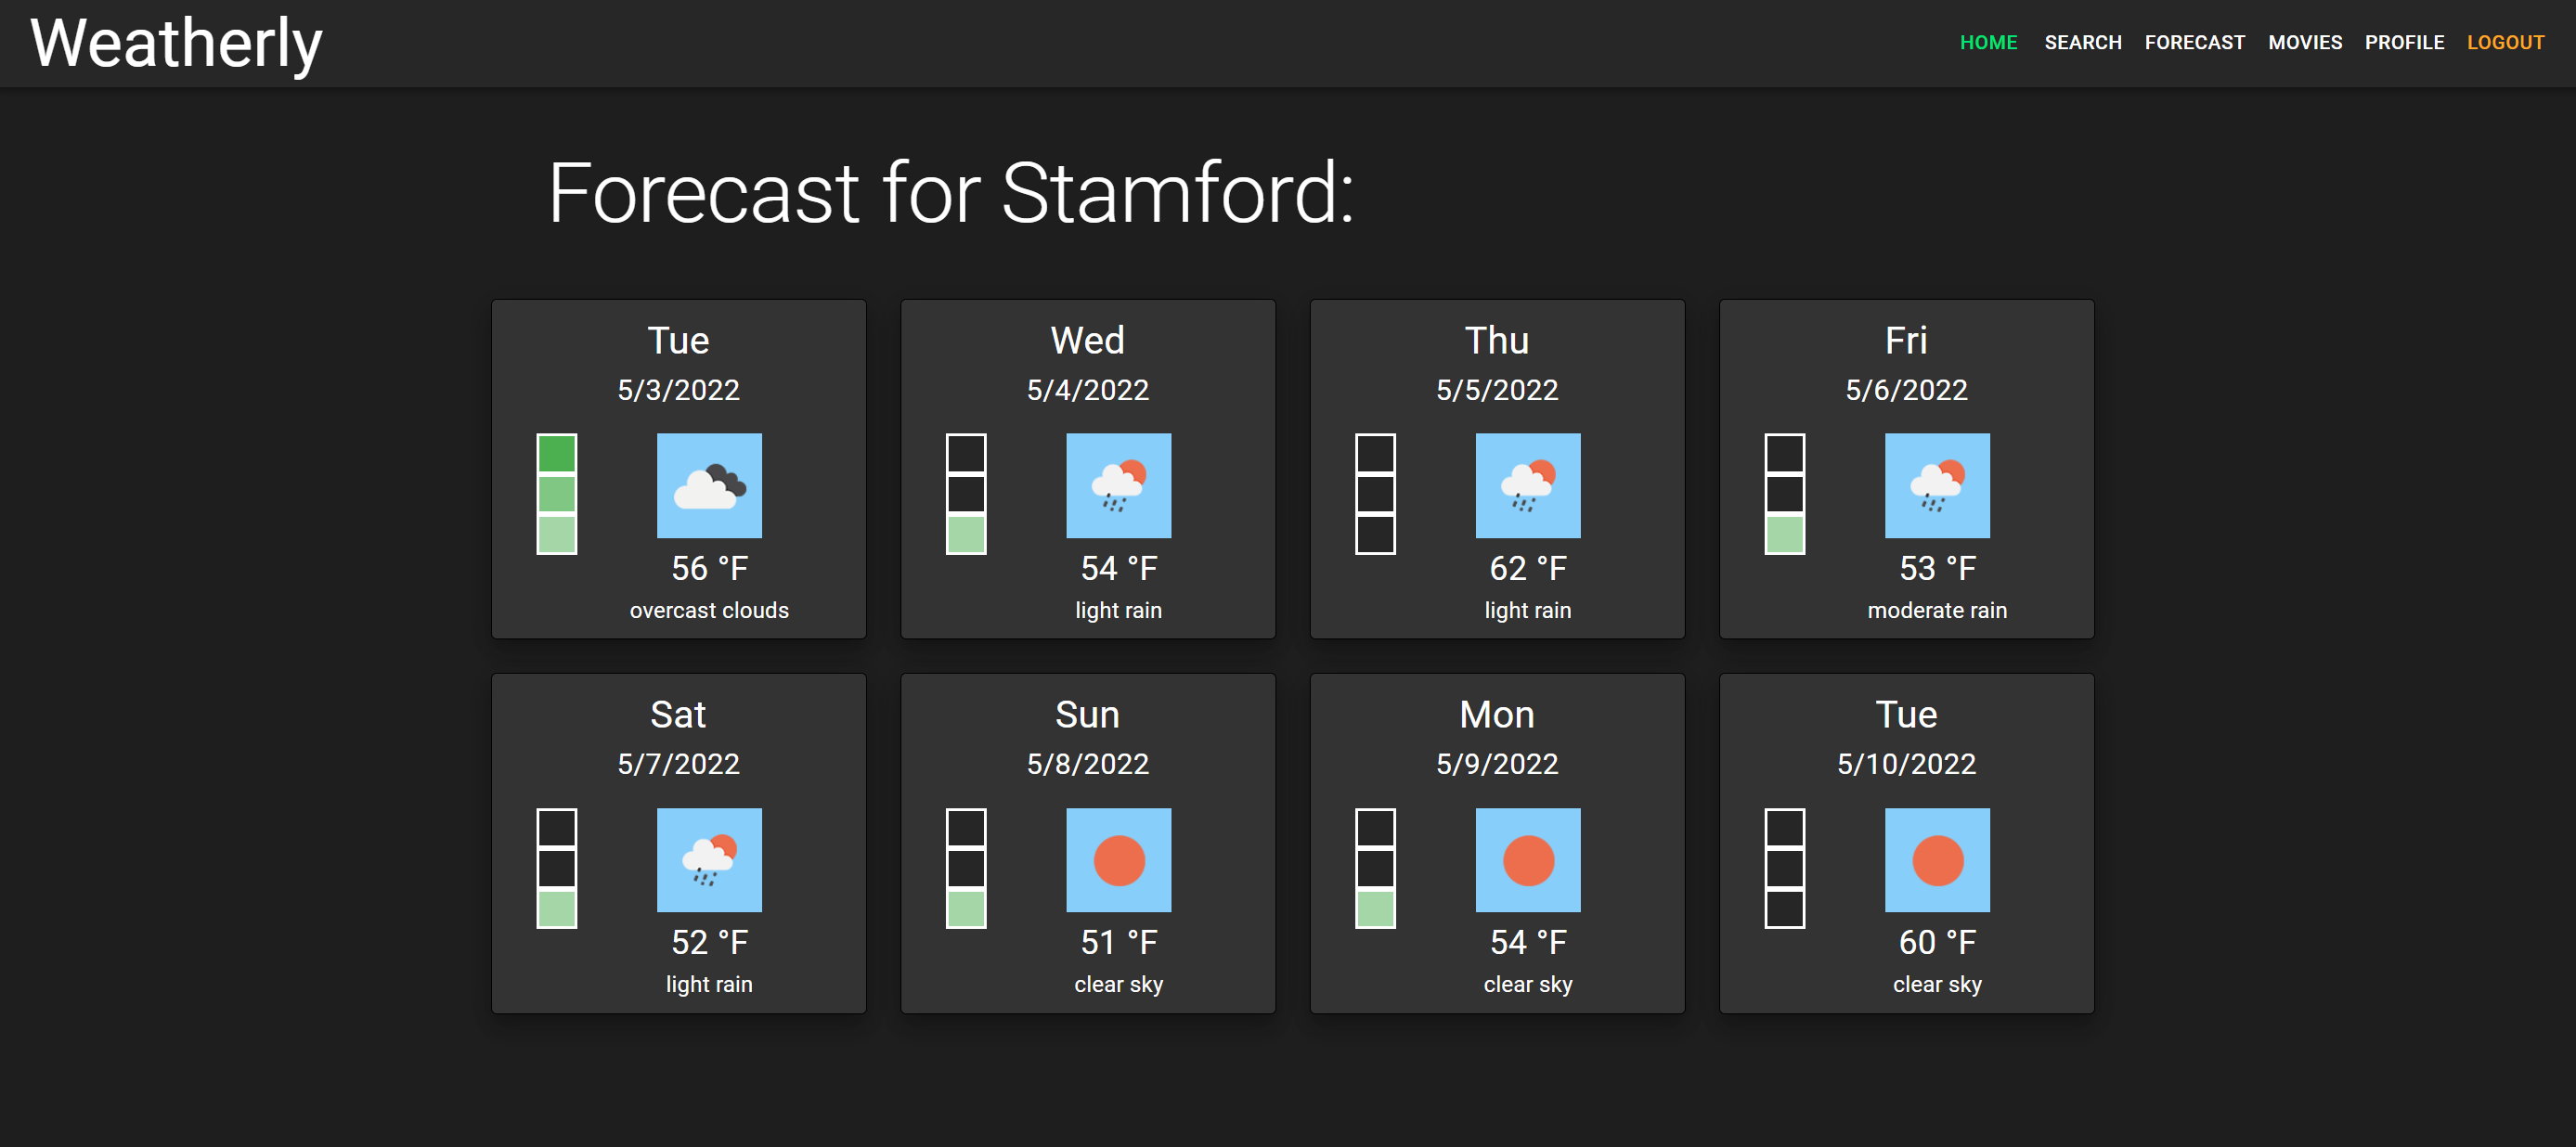 Weatherly
HOME SEARCH FORECAST MOVIES PROFILE LOGOUT
Forecast for Stamford:
Tue
5/3/2022
56 °F
overcast clouds
Wed
5/4/2022
54 °F
light rain
Thu
5/5/2022
62 °F
light rain
Fri
5/6/2022
53 °F
moderate rain
Sat
5/7/2022
52 °F
light rain
Sun
5/8/2022
51 °F
clear sky
Mon
5/9/2022
54 °F
clear sky
Tue
5/10/2022
60 °F
clear sky